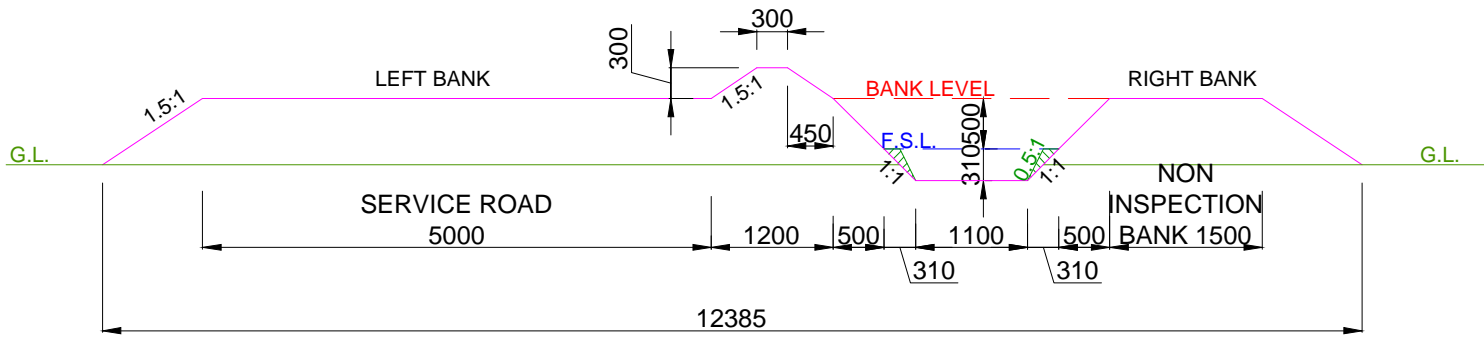 300
300
LEFT BANK
BANK LEVEL
RIGHT BANK
1.5:1
1.5:1
450
F.S.L.
500
310
0.5:1
1:1
1:1
G.L.
G.L.
SERVICE ROAD
NON
INSPECTION
BANK 1500
5000
1200
500
1100
500
310
310
12385